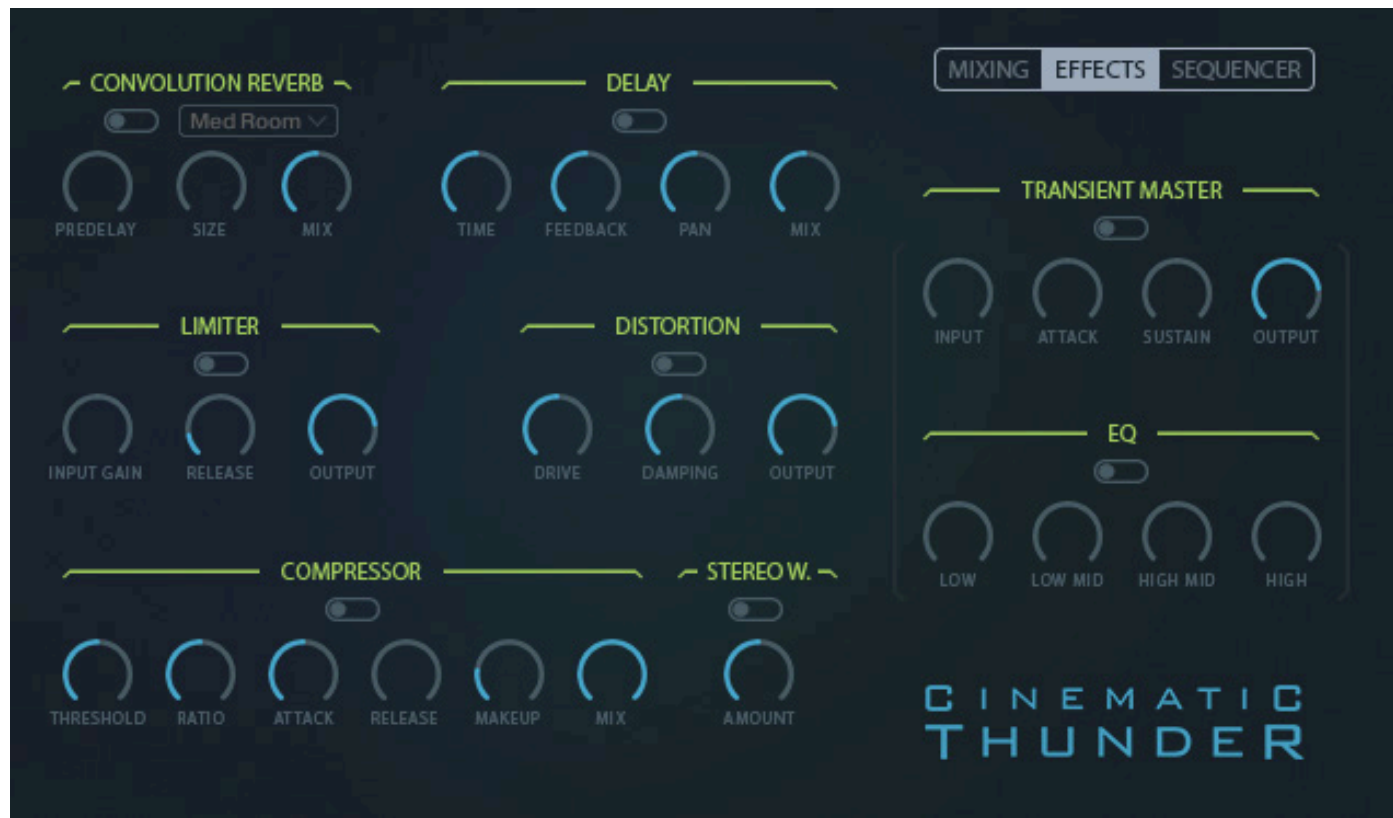 MIXING EFFECTS SEQUENCER
CONVOLUTION REVERB
Med Room
PREDELAY SIZE MIX
DELAY
TIME FEEDBACK PAN MIX
TRANSIENT MASTER
INPUT ATTACK SUSTAIN OUTPUT
LIMITER
INPUT GAIN RELEASE OUTPUT
DISTORTION
DRIVE DAMPING OUTPUT
EQ
LOW LOW MID HIGH MID HIGH
COMPRESSOR
THRESHOLD RATIO ATTACK RELEASE MAKEUP MIX
STEREO W.
AMOUNT
CINEMATIC
THUNDER